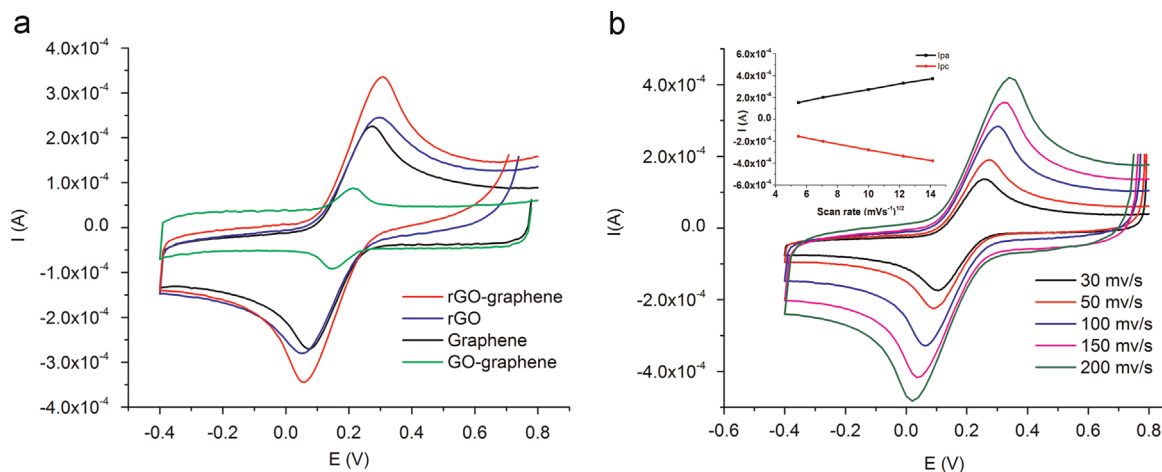 a
4.0x10⁻⁴
3.0x10⁻⁴
2.0x10⁻⁴
1.0x10⁻⁴
0.0
-1.0x10⁻⁴
-2.0x10⁻⁴
-3.0x10⁻⁴
-4.0x10⁻⁴
I(A)
rGO-graphene
rGO
Graphene
GO-graphene
-0.4 -0.2 0.0 0.2 0.4 0.6 0.8
E (V)
b
4.0x10⁻⁴
2.0x10⁻⁴
0.0
-2.0x10⁻⁴
-4.0x10⁻⁴
I(A)
6.0x10⁻⁴
4.0x10⁻⁴
2.0x10⁻⁴
0.0
-2.0x10⁻⁴
-4.0x10⁻⁴
-6.0x10⁻⁴
I (A)
Ipa
Ipc
4 6 8 10 12 14
Scan rate (mVs⁻¹)¹/²
30 mv/s
50 mv/s
100 mv/s
150 mv/s
200 mv/s
-0.6 -0.4 -0.2 0.0 0.2 0.4 0.6 0.8
E (V)